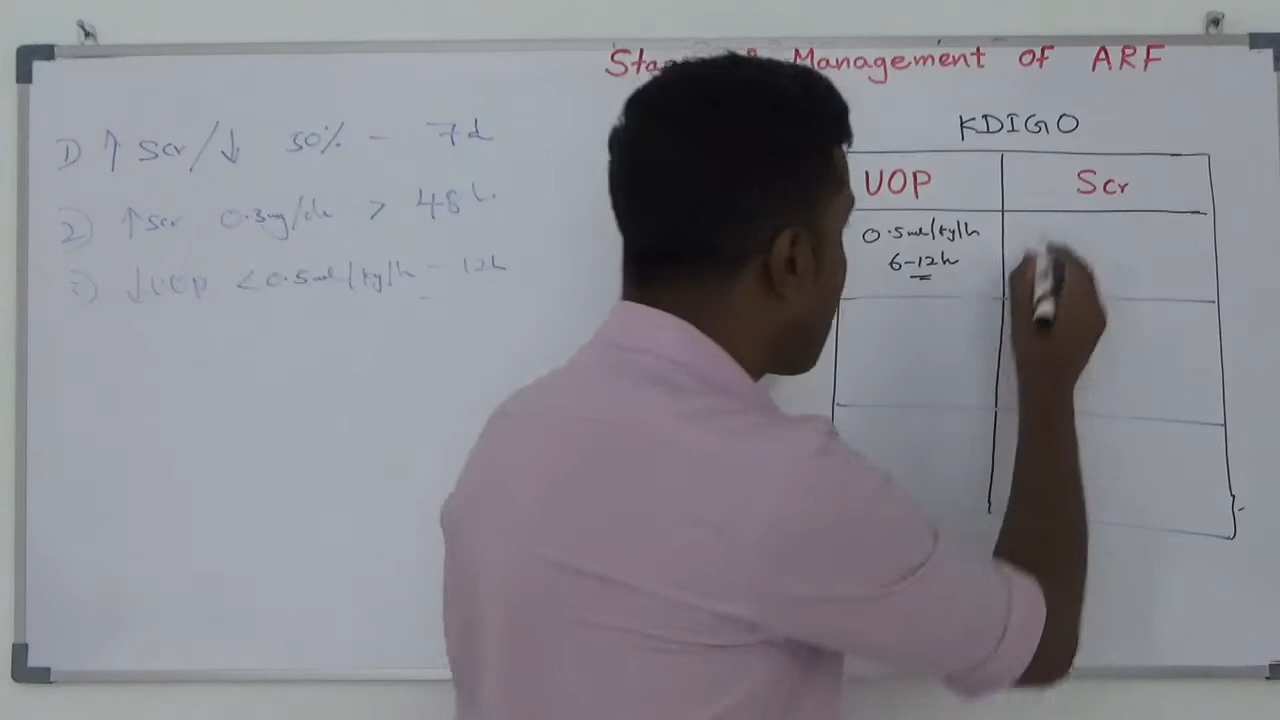 Management of ARF
1) ↑ Scr/↓ 50% - 7d
2) ↑ Scr 0.3mg/dL > 48h
3) ↓ UOP < 0.5ml/kg/h - 12h
KDIGO
UOP Scr
0.5ml/kg/h
6-12h